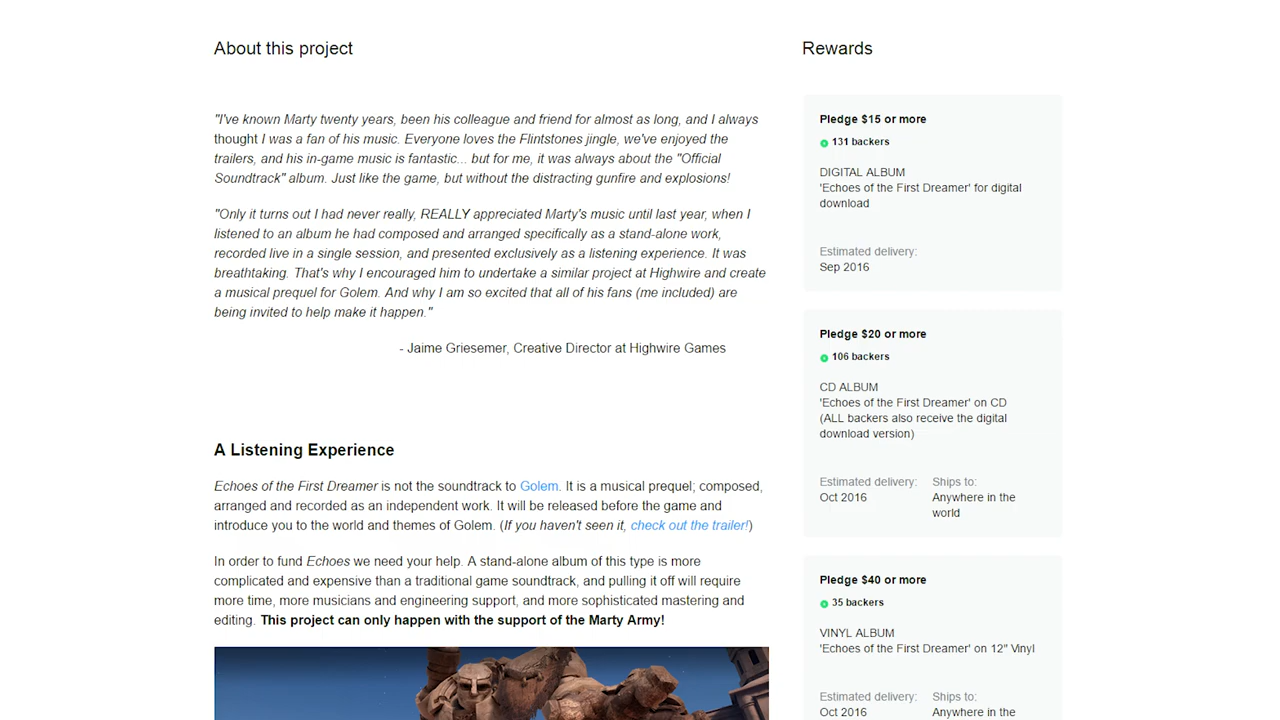 About this project
"I've known Marty twenty years, been his colleague and friend for almost as long, and I always
thought I was a fan of his music. Everyone loves the Flintstones jingle, we've enjoyed the
trailers, and his in-game music is fantastic... but for me, it was always about the "Official
Soundtrack" album. Just like the game, but without the distracting gunfire and explosions!
"Only it turns out I had never really, REALLY appreciated Marty's music until last year, when I
listened to an album he had composed and arranged specifically as a stand-alone work,
recorded live in a single session, and presented exclusively as a listening experience. It was
breathtaking. That's why I encouraged him to undertake a similar project at Highwire and create
a musical prequel for Golem. And why I am so excited that all of his fans (me included) are
being invited to help make it happen."
- Jaime Griesemer, Creative Director at Highwire Games
A Listening Experience
Echoes of the First Dreamer is not the soundtrack to Golem. It is a musical prequel; composed,
arranged and recorded as an independent work. It will be released before the game and
introduce you to the world and themes of Golem. (If you haven't seen it, check out the trailer!)
In order to fund Echoes we need your help. A stand-alone album of this type is more
complicated and expensive than a traditional game soundtrack, and pulling it off will require
more time, more musicians and engineering support, and more sophisticated mastering and
editing. This project can only happen with the support of the Marty Army!
Rewards
Pledge $15 or more
131 backers
DIGITAL ALBUM
'Echoes of the First Dreamer' for digital
download
Estimated delivery:
Sep 2016
Pledge $20 or more
106 backers
CD ALBUM
'Echoes of the First Dreamer' on CD
(ALL backers also receive the digital
download version)
Estimated delivery: Ships to:
Oct 2016 Anywhere in the
world
Pledge $40 or more
35 backers
VINYL ALBUM
'Echoes of the First Dreamer' on 12" Vinyl
Estimated delivery: Ships to:
Oct 2016 Anywhere in the